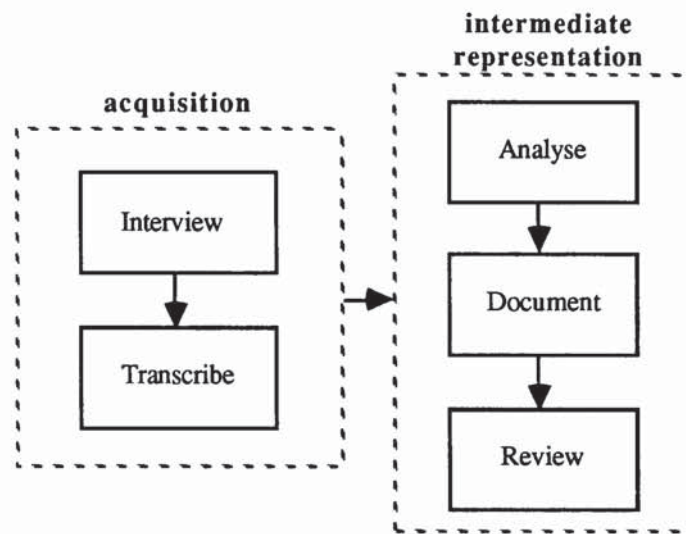 acquisition
Interview
Transcribe
intermediate
representation
Analyse
Document
Review